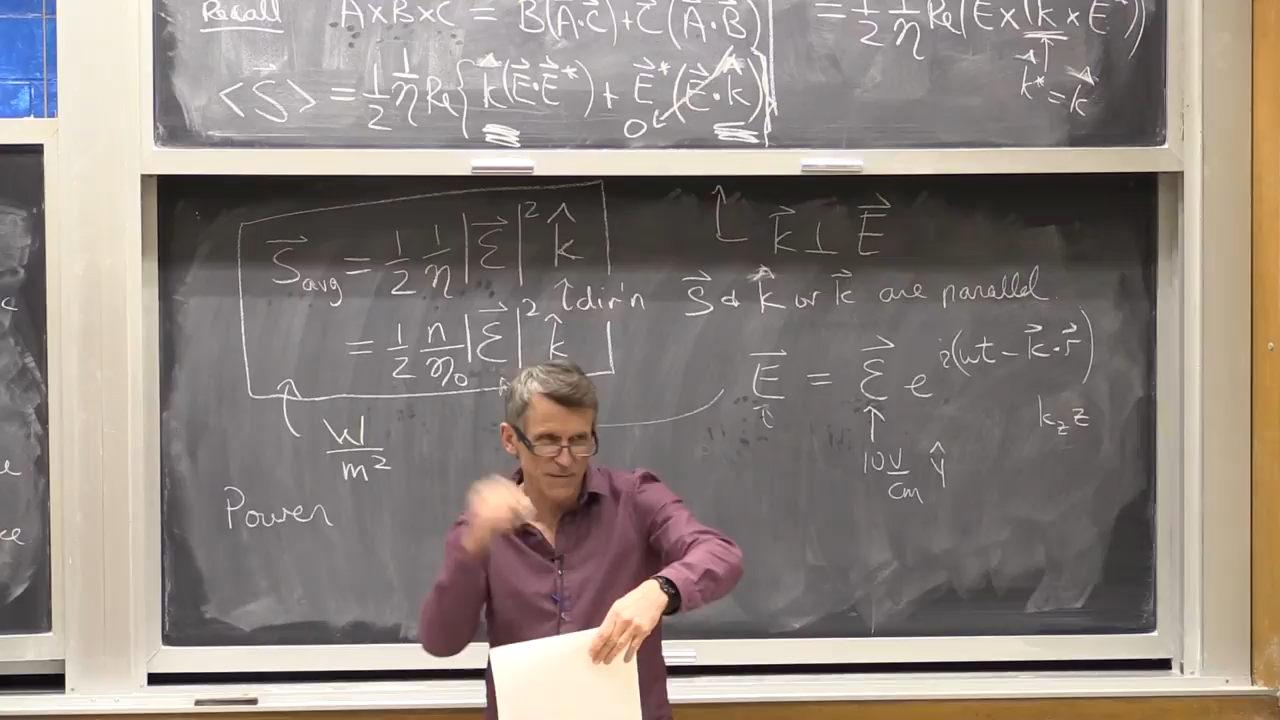 Recall A×B×C = B(A⃗·C⃗)+C⃗(A⃗·B⃗)
= 1/2 1/η Re(E×(k×E*))
k̂* = k̂
<S⃗> = 1/2 1/η Re{k̂(E⃗·E⃗*) + E⃗*(E⃗·k̂)}
0
S⃗avg = 1/2 1/η |ℰ⃗|² k̂
↑dir'n
= 1/2 n/η₀ |ℰ⃗|² k̂
W/m²
Power
k⃗ ⊥ E⃗
S⃗ & k̂ or k⃗ are parallel
E⃗ = ℰ⃗ e^i(ωt − k⃗·r⃗)
k_z z
10 V/cm ŷ